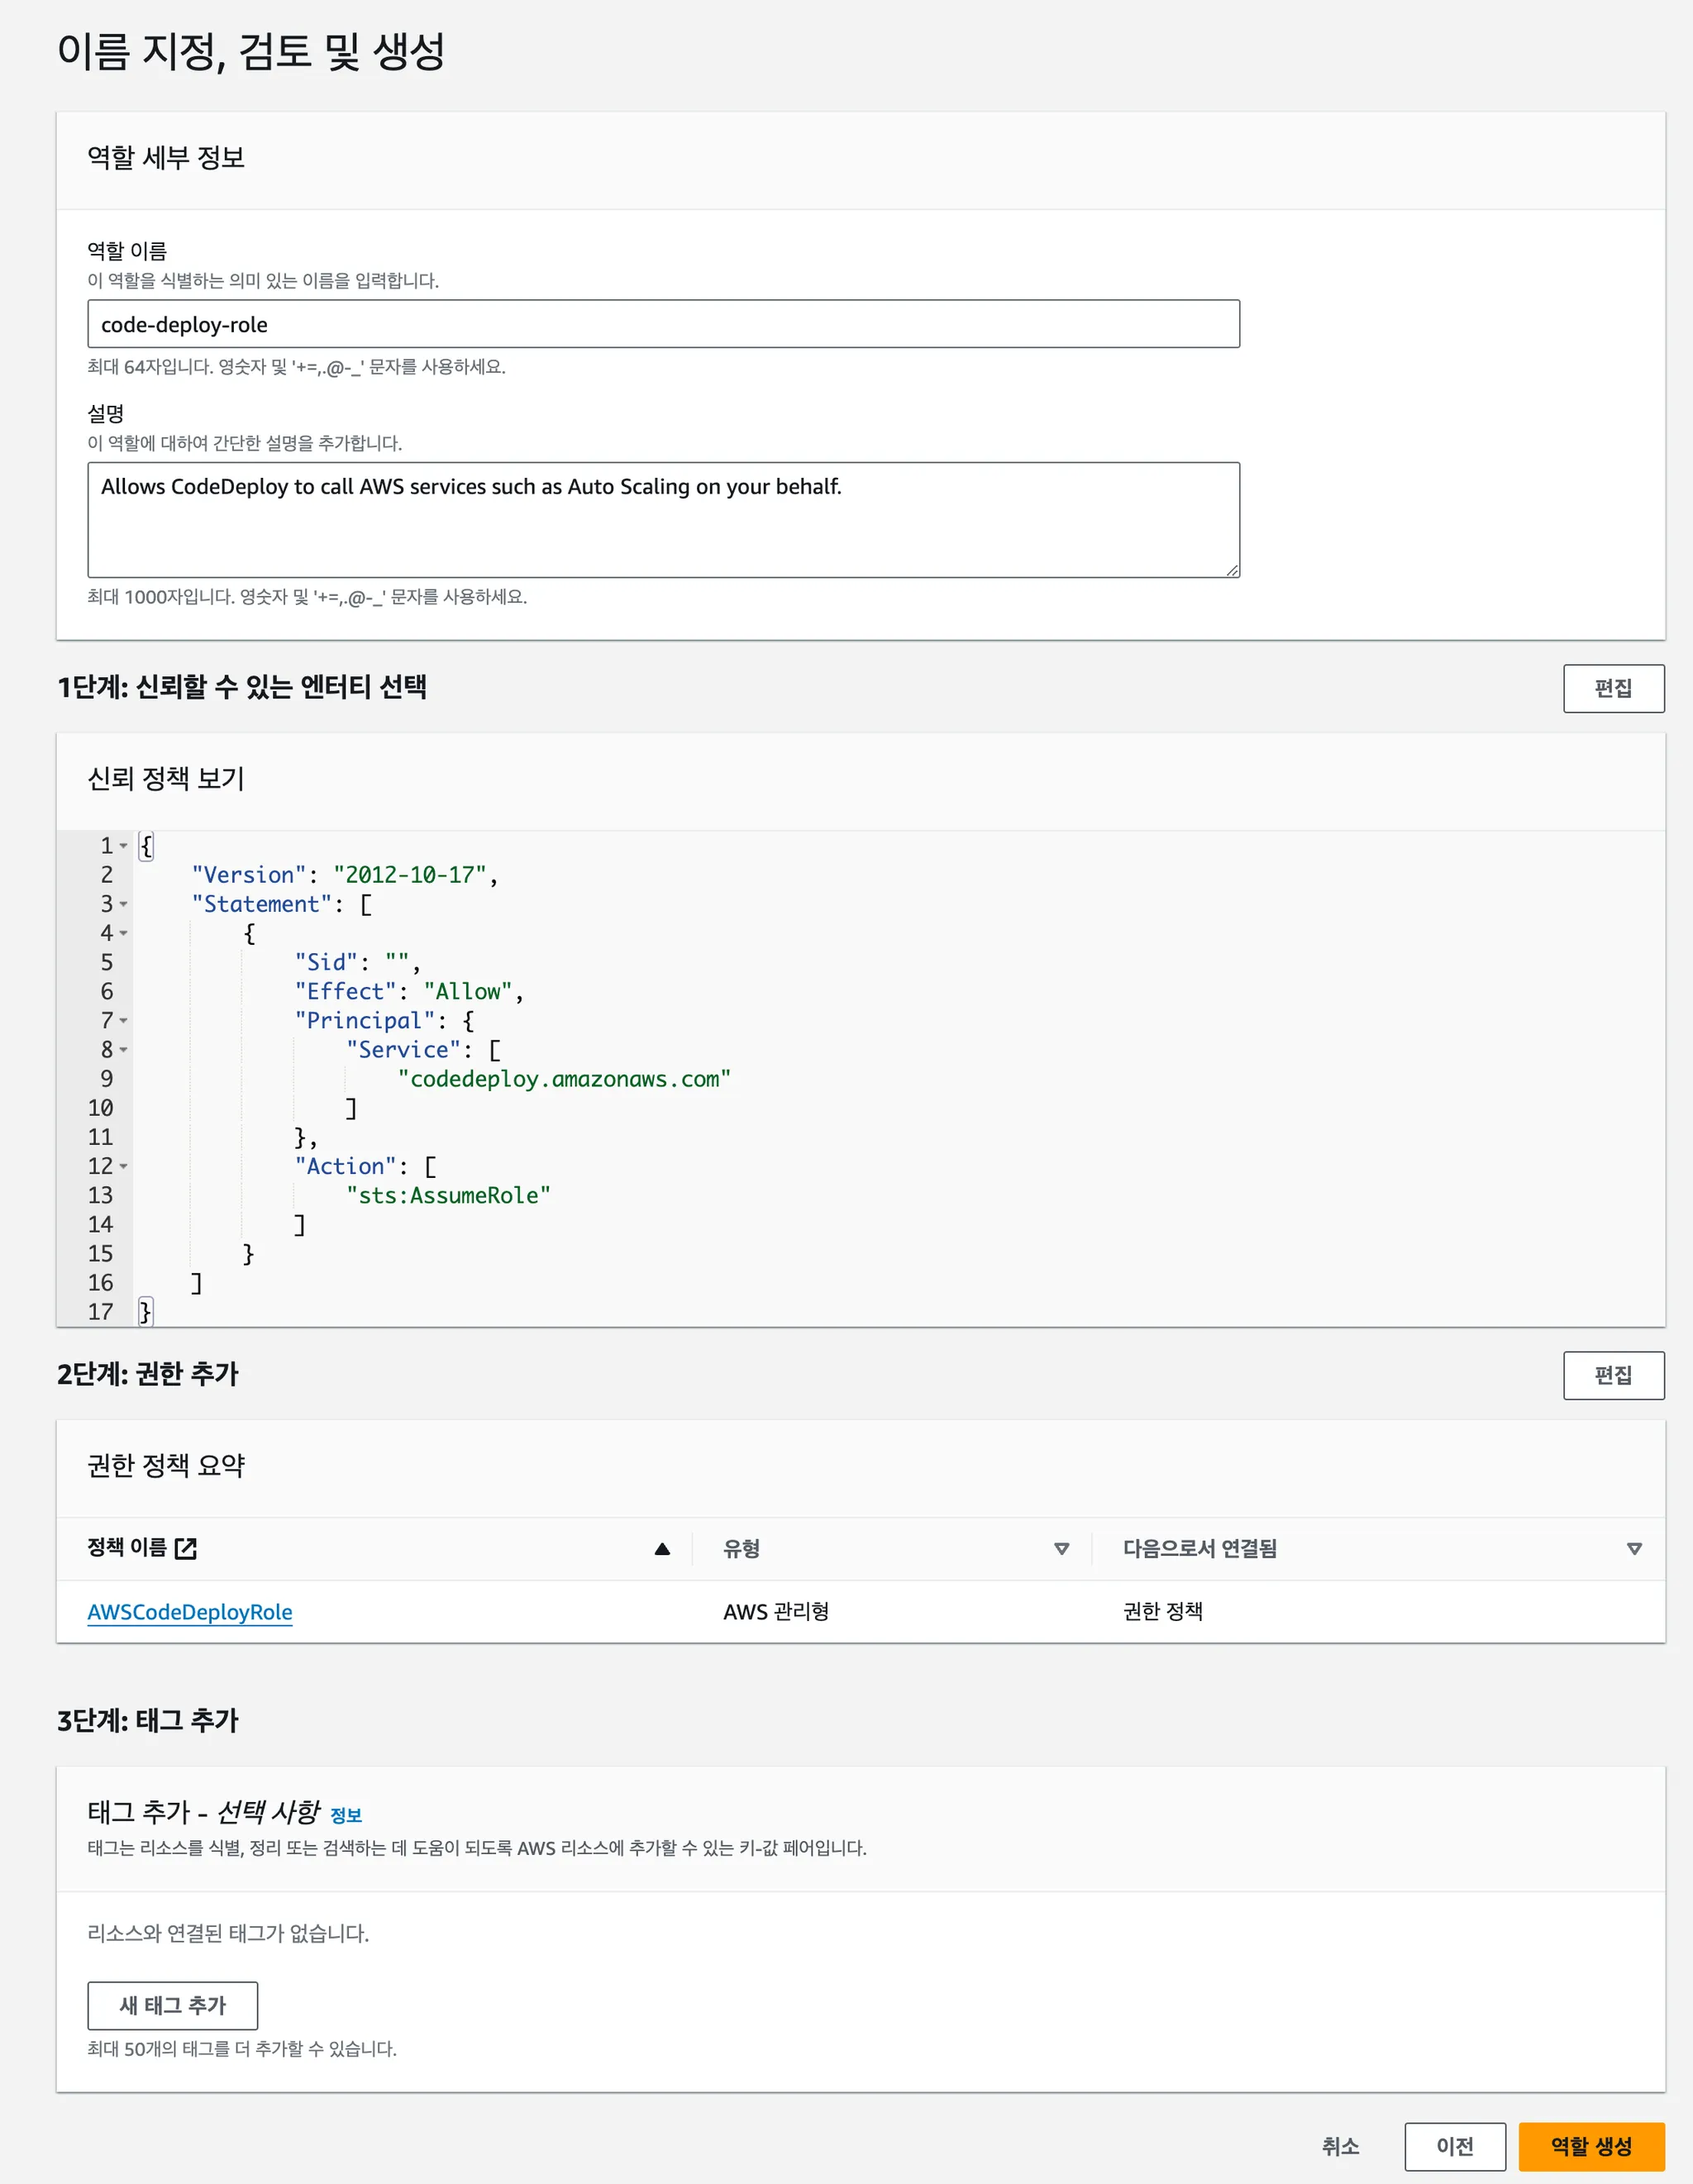 이름 지정, 검토 및 생성
역할 세부 정보
역할 이름
이 역할을 식별하는 의미 있는 이름을 입력합니다.
code-deploy-role
최대 64자입니다. 영숫자 및 '+=,.@-_' 문자를 사용하세요.
설명
이 역할에 대하여 간단한 설명을 추가합니다.
Allows CodeDeploy to call AWS services such as Auto Scaling on your behalf.
최대 1000자입니다. 영숫자 및 '+=,.@-_' 문자를 사용하세요.
1단계: 신뢰할 수 있는 엔터티 선택 편집
신뢰 정책 보기
1 {
2     "Version": "2012-10-17",
3     "Statement": [
4         {
5             "Sid": "",
6             "Effect": "Allow",
7             "Principal": {
8                 "Service": [
9                     "codedeploy.amazonaws.com"
10                 ]
11             },
12             "Action": [
13                 "sts:AssumeRole"
14             ]
15         }
16     ]
17 }
2단계: 권한 추가 편집
권한 정책 요약
정책 이름 유형 다음으로서 연결됨
AWSCodeDeployRole AWS 관리형 권한 정책
3단계: 태그 추가
태그 추가 - 선택 사항 정보
태그는 리소스를 식별, 정리 또는 검색하는 데 도움이 되도록 AWS 리소스에 추가할 수 있는 키-값 페어입니다.
리소스와 연결된 태그가 없습니다.
새 태그 추가
최대 50개의 태그를 더 추가할 수 있습니다.
취소 이전 역할 생성